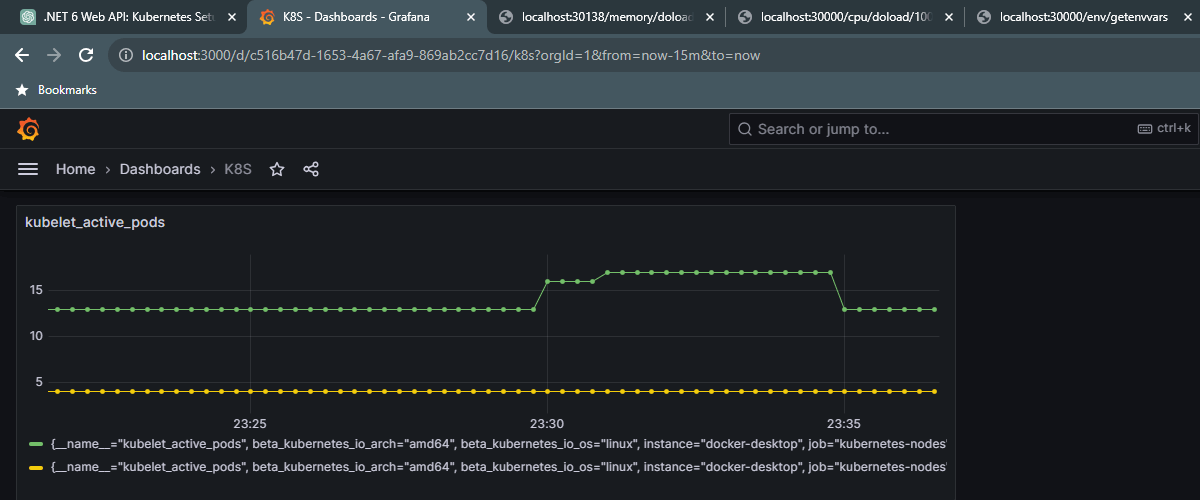 .NET 6 Web API: Kubernetes Setu
K8S - Dashboards - Grafana
localhost:30138/memory/doload
localhost:30000/cpu/doload/100
localhost:30000/env/getenvvars
localhost:3000/d/c516b47d-1653-4a67-afa9-869ab2cc7d16/k8s?orgId=1&from=now-15m&to=now
Bookmarks
Search or jump to...
ctrl+k
Home › Dashboards › K8S
kubelet_active_pods
15
10
5
23:25 23:30 23:35
{__name__="kubelet_active_pods", beta_kubernetes_io_arch="amd64", beta_kubernetes_io_os="linux", instance="docker-desktop", job="kubernetes-nodes"
{__name__="kubelet_active_pods", beta_kubernetes_io_arch="amd64", beta_kubernetes_io_os="linux", instance="docker-desktop", job="kubernetes-nodes"